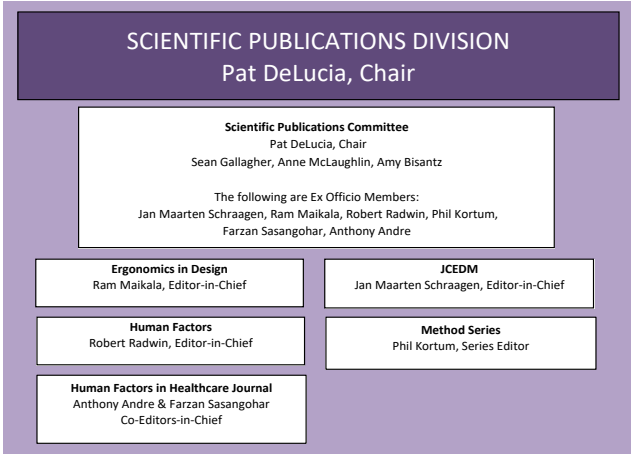 SCIENTIFIC PUBLICATIONS DIVISION
Pat DeLucia, Chair
Scientific Publications Committee
Pat DeLucia, Chair
Sean Gallagher, Anne McLaughlin, Amy Bisantz
The following are Ex Officio Members:
Jan Maarten Schraagen, Ram Maikala, Robert Radwin, Phil Kortum,
Farzan Sasangohar, Anthony Andre
Ergonomics in Design
Ram Maikala, Editor-in-Chief
JCEDM
Jan Maarten Schraagen, Editor-in-Chief
Human Factors
Robert Radwin, Editor-in-Chief
Method Series
Phil Kortum, Series Editor
Human Factors in Healthcare Journal
Anthony Andre & Farzan Sasangohar
Co-Editors-in-Chief